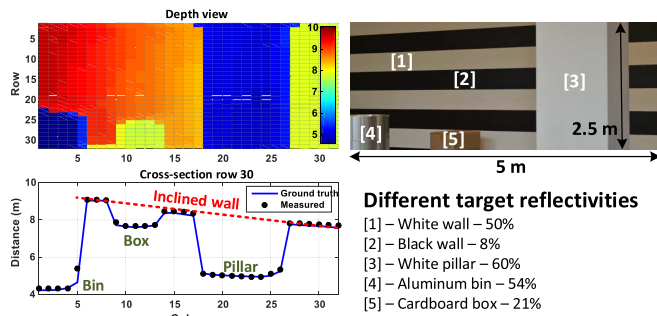 Depth view
10
9
8
7
6
5
Row
5
10
15
20
25
30
5 10 15 20 25 30
[1]
[2]
[3]
[4]
[5]
2.5 m
5 m
Cross-section row 30
Distance (m)
10
8
6
4
Inclined wall
Ground truth
Measured
Box
Bin
Pillar
5 10 15 20 25 30
Different target reflectivities
[1] – White wall – 50%
[2] – Black wall – 8%
[3] – White pillar – 60%
[4] – Aluminum bin – 54%
[5] – Cardboard box – 21%